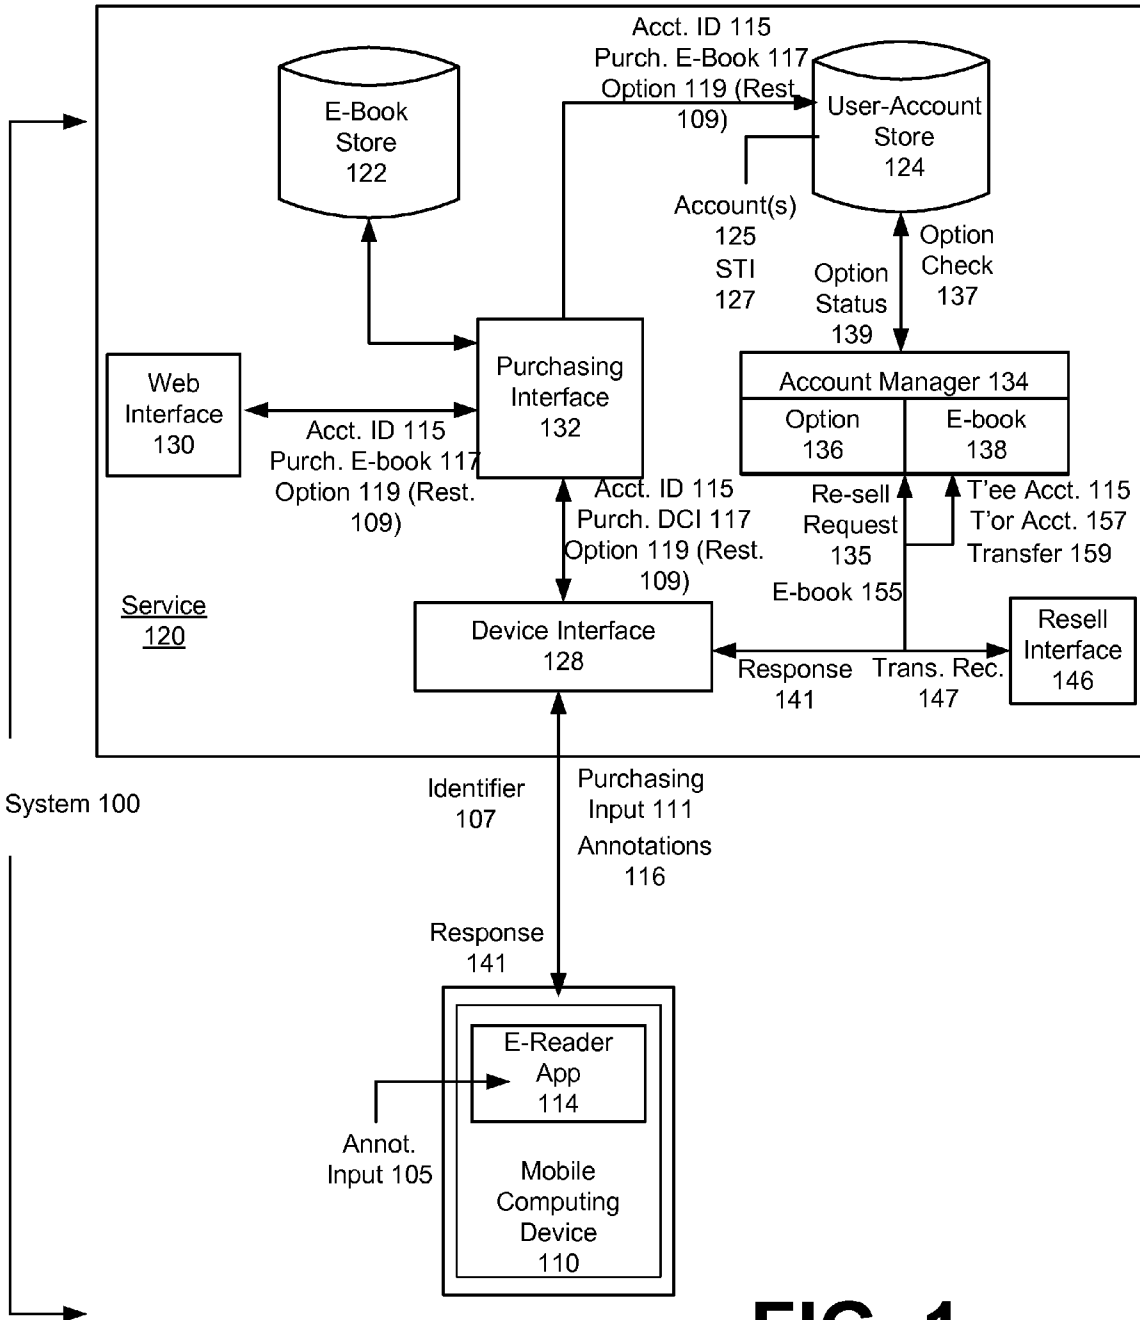 Acct. ID 115
Purch. E-Book 117
Option 119 (Rest.
109)
E-Book
Store
122
User-Account
Store
124
Account(s)
125
STI
127
Option
Check
137
Option
Status
139
Web
Interface
130
Purchasing
Interface
132
Account Manager 134
Option
136
E-book
138
Acct. ID 115
Purch. E-book 117
Option 119 (Rest.
109)
Acct. ID 115
Purch. DCI 117
Option 119 (Rest.
109)
Re-sell
Request
135
T'ee Acct. 115
T'or Acct. 157
Transfer 159
E-book 155
Service
120
Device Interface
128
Resell
Interface
146
Response
141
Trans. Rec.
147
System 100
Identifier
107
Purchasing
Input 111
Annotations
116
Response
141
E-Reader
App
114
Annot.
Input 105
Mobile
Computing
Device
110
FIG. 1